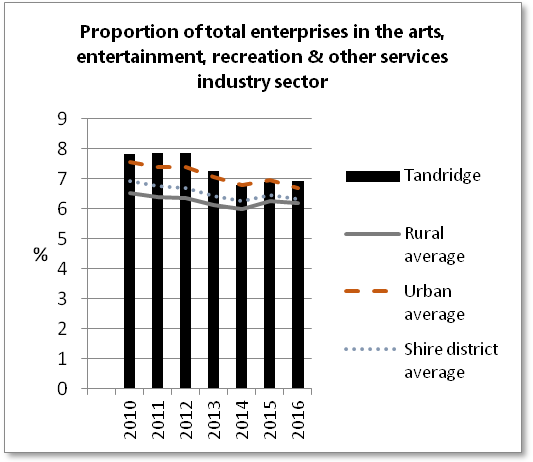 Proportion of total enterprises in the arts,
entertainment, recreation & other services
industry sector
9
8
7
6
5
4
3
2
1
0
%
2010
2011
2012
2013
2014
2015
2016
Tandridge
Rural
average
Urban
average
Shire district
average